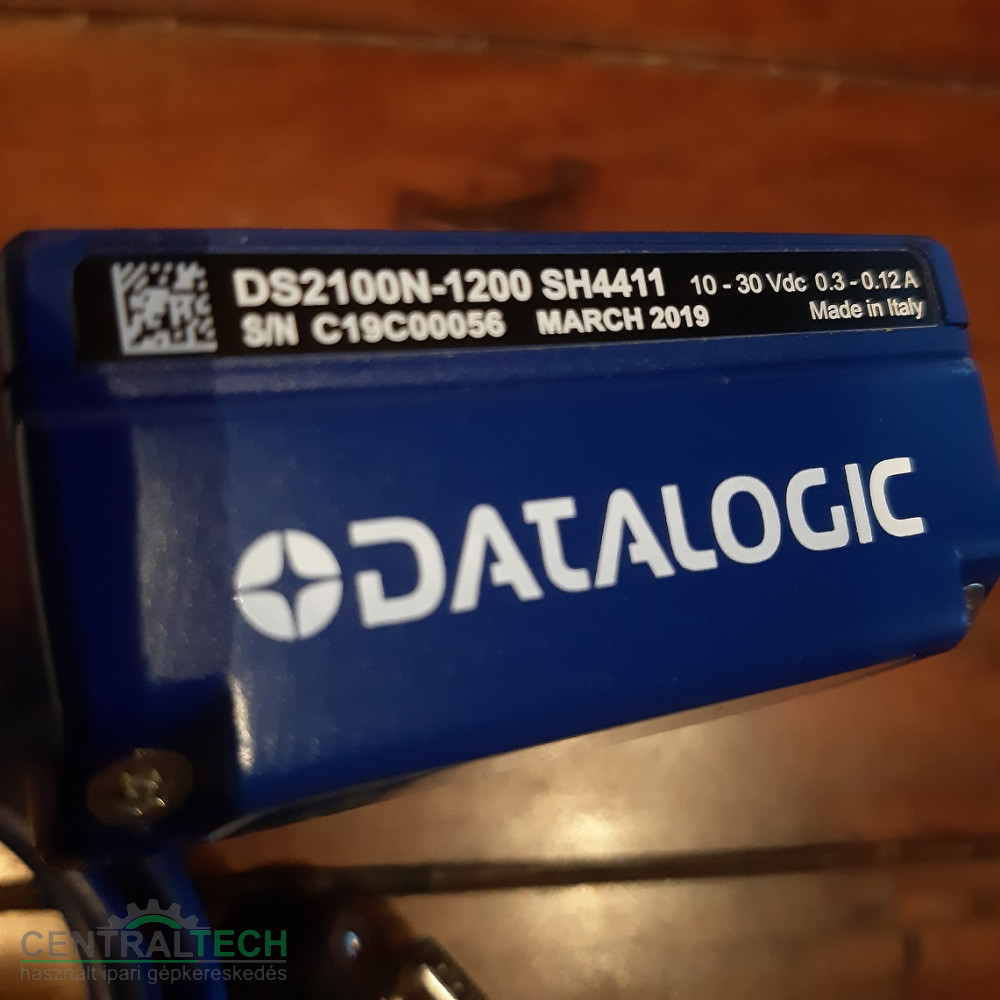 DS2100N-1200 SH4411 10 - 30 Vdc 0.3 - 0.12 A
S/N C19C00056 MARCH 2019 Made in Italy
DATALOGIC
CENTRALTECH
használt ipari gépkereskedés